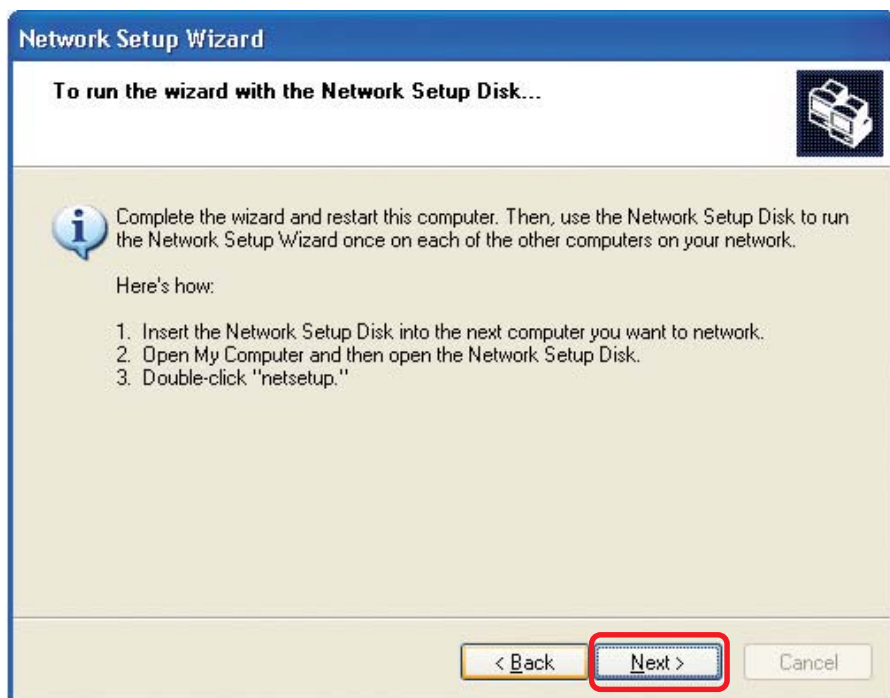 Network Setup Wizard
To run the wizard with the Network Setup Disk...
Complete the wizard and restart this computer. Then, use the Network Setup Disk to run
the Network Setup Wizard once on each of the other computers on your network.
Here's how:
1. Insert the Network Setup Disk into the next computer you want to network.
2. Open My Computer and then open the Network Setup Disk.
3. Double-click "netsetup."
< Back
Next >
Cancel